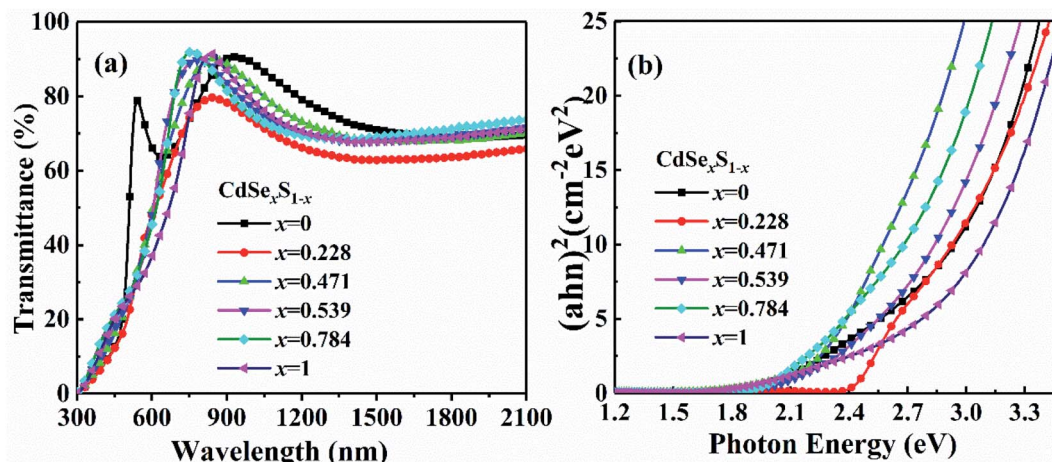 (a)
Transmittance (%)
100
80
60
40
20
0
CdSeₓS₁₋ₓ
x=0
x=0.228
x=0.471
x=0.539
x=0.784
x=1
300 600 900 1200 1500 1800 2100
Wavelength (nm)
(b)
(ahn)²(cm⁻²eV²)
25
20
15
10
5
0
CdSeₓS₁₋ₓ
x=0
x=0.228
x=0.471
x=0.539
x=0.784
x=1
1.2 1.5 1.8 2.1 2.4 2.7 3.0 3.3
Photon Energy (eV)